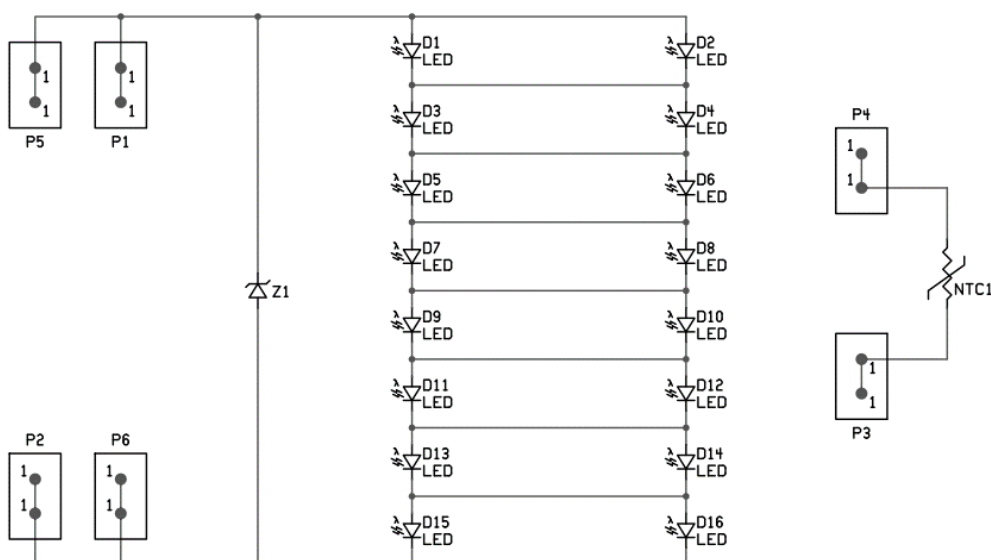 D1
LED
D2
LED
1
1
P5
1
1
P1
D3
LED
D4
LED
P4
1
1
D5
LED
D6
LED
D7
LED
D8
LED
Z1
NTC1
D9
LED
D10
LED
1
1
P3
D11
LED
D12
LED
P2
1
1
P6
1
1
D13
LED
D14
LED
D15
LED
D16
LED